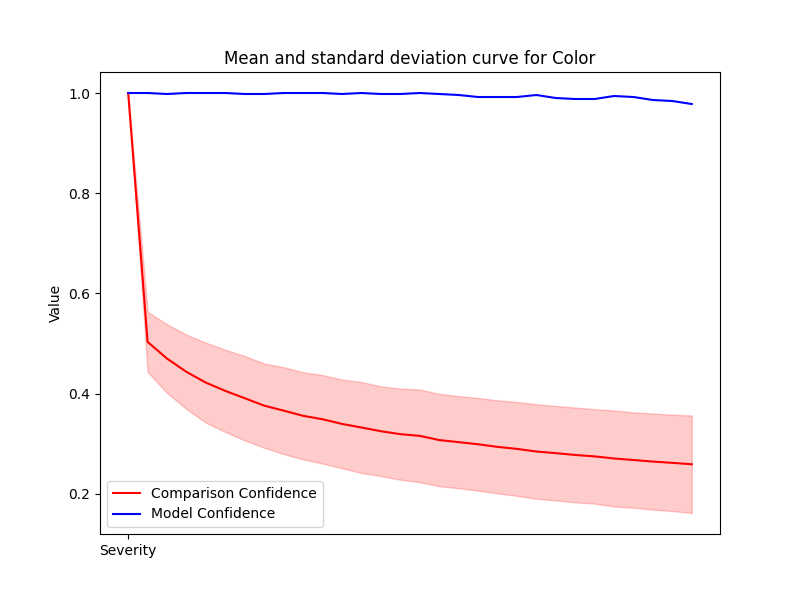 Mean and standard deviation curve for Color
1.0
0.8
0.6
0.4
0.2
Value
Comparison Confidence
Model Confidence
Severity